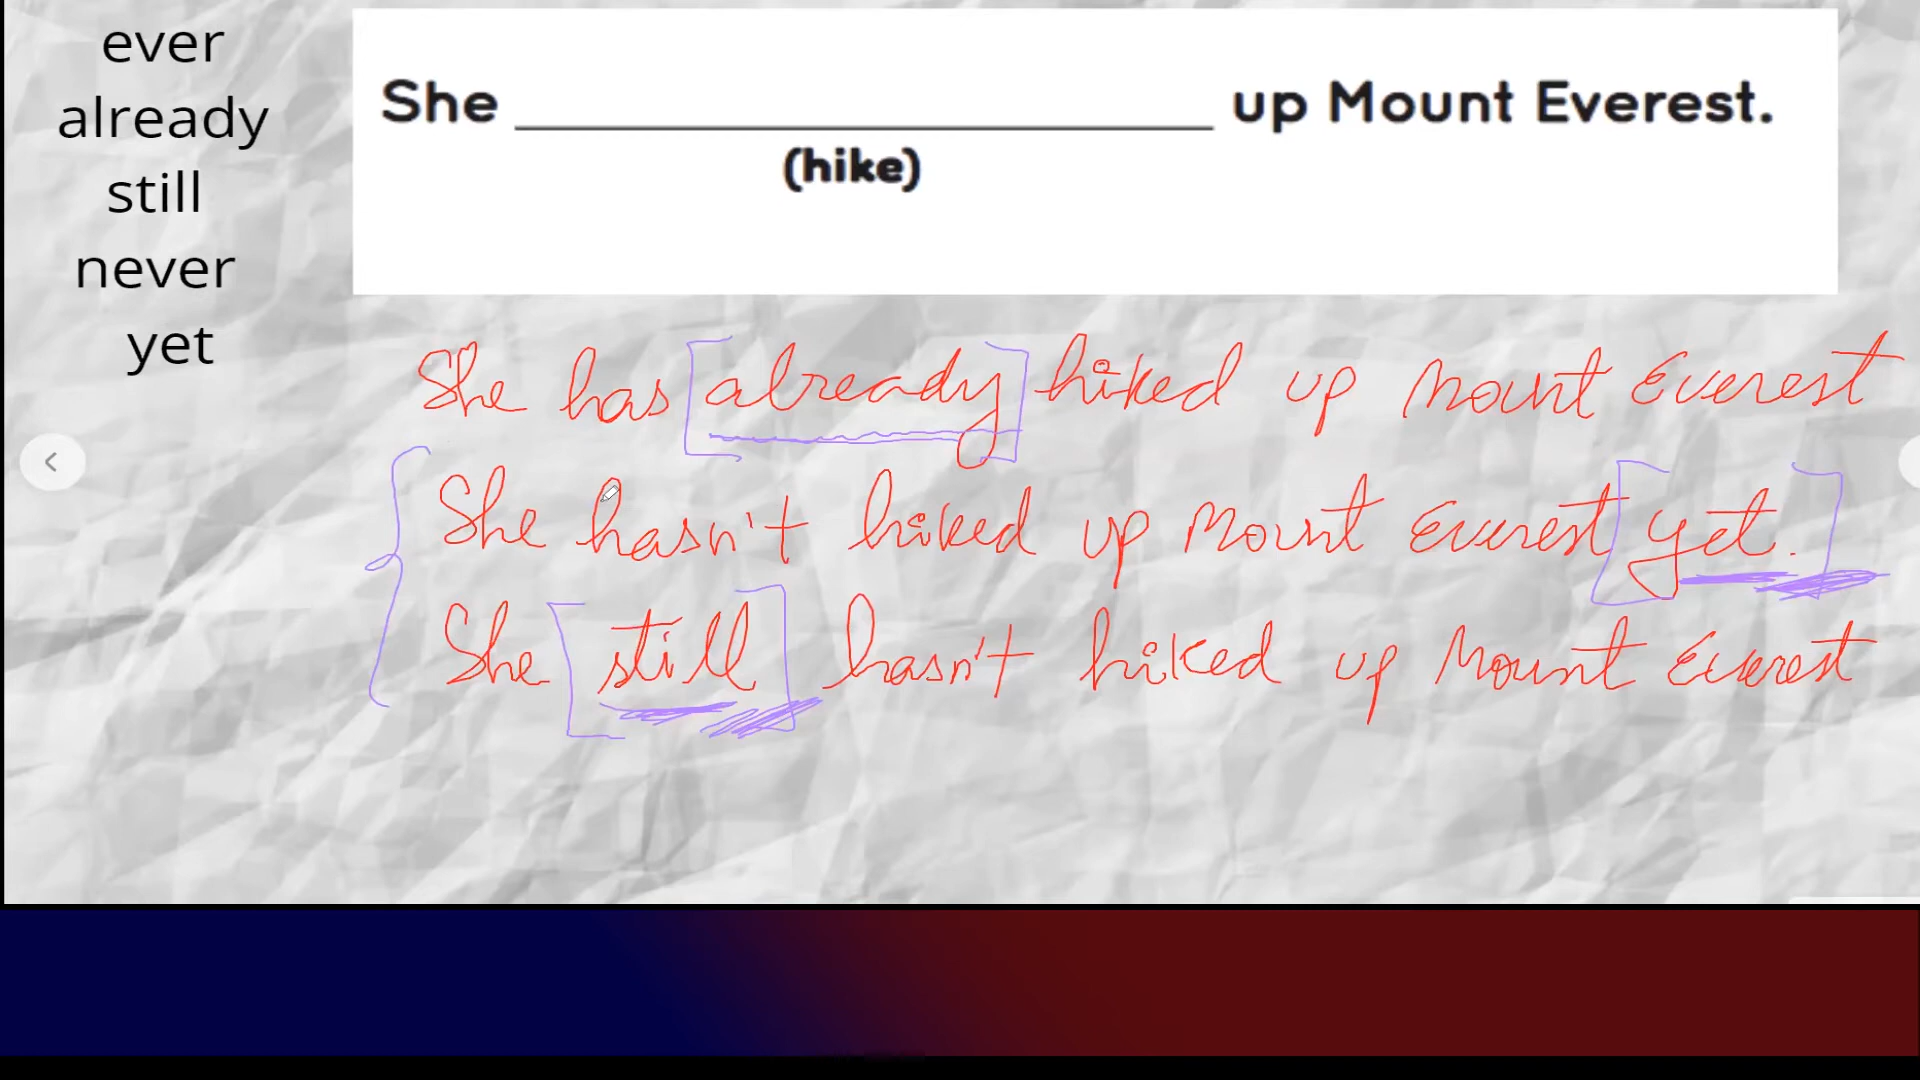 ever
already
still
never
yet
She ____________________ up Mount Everest.
(hike)
She has [already] hiked up Mount Everest
She hasn't hiked up Mount Everest [yet.]
She [still] hasn't hiked up Mount Everest